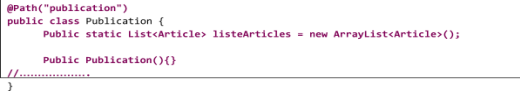 @Path("publication")
public class Publication {
Public static List<Article> listeArticles = new ArrayList<Article>();
Public Publication(){}
//...................
}